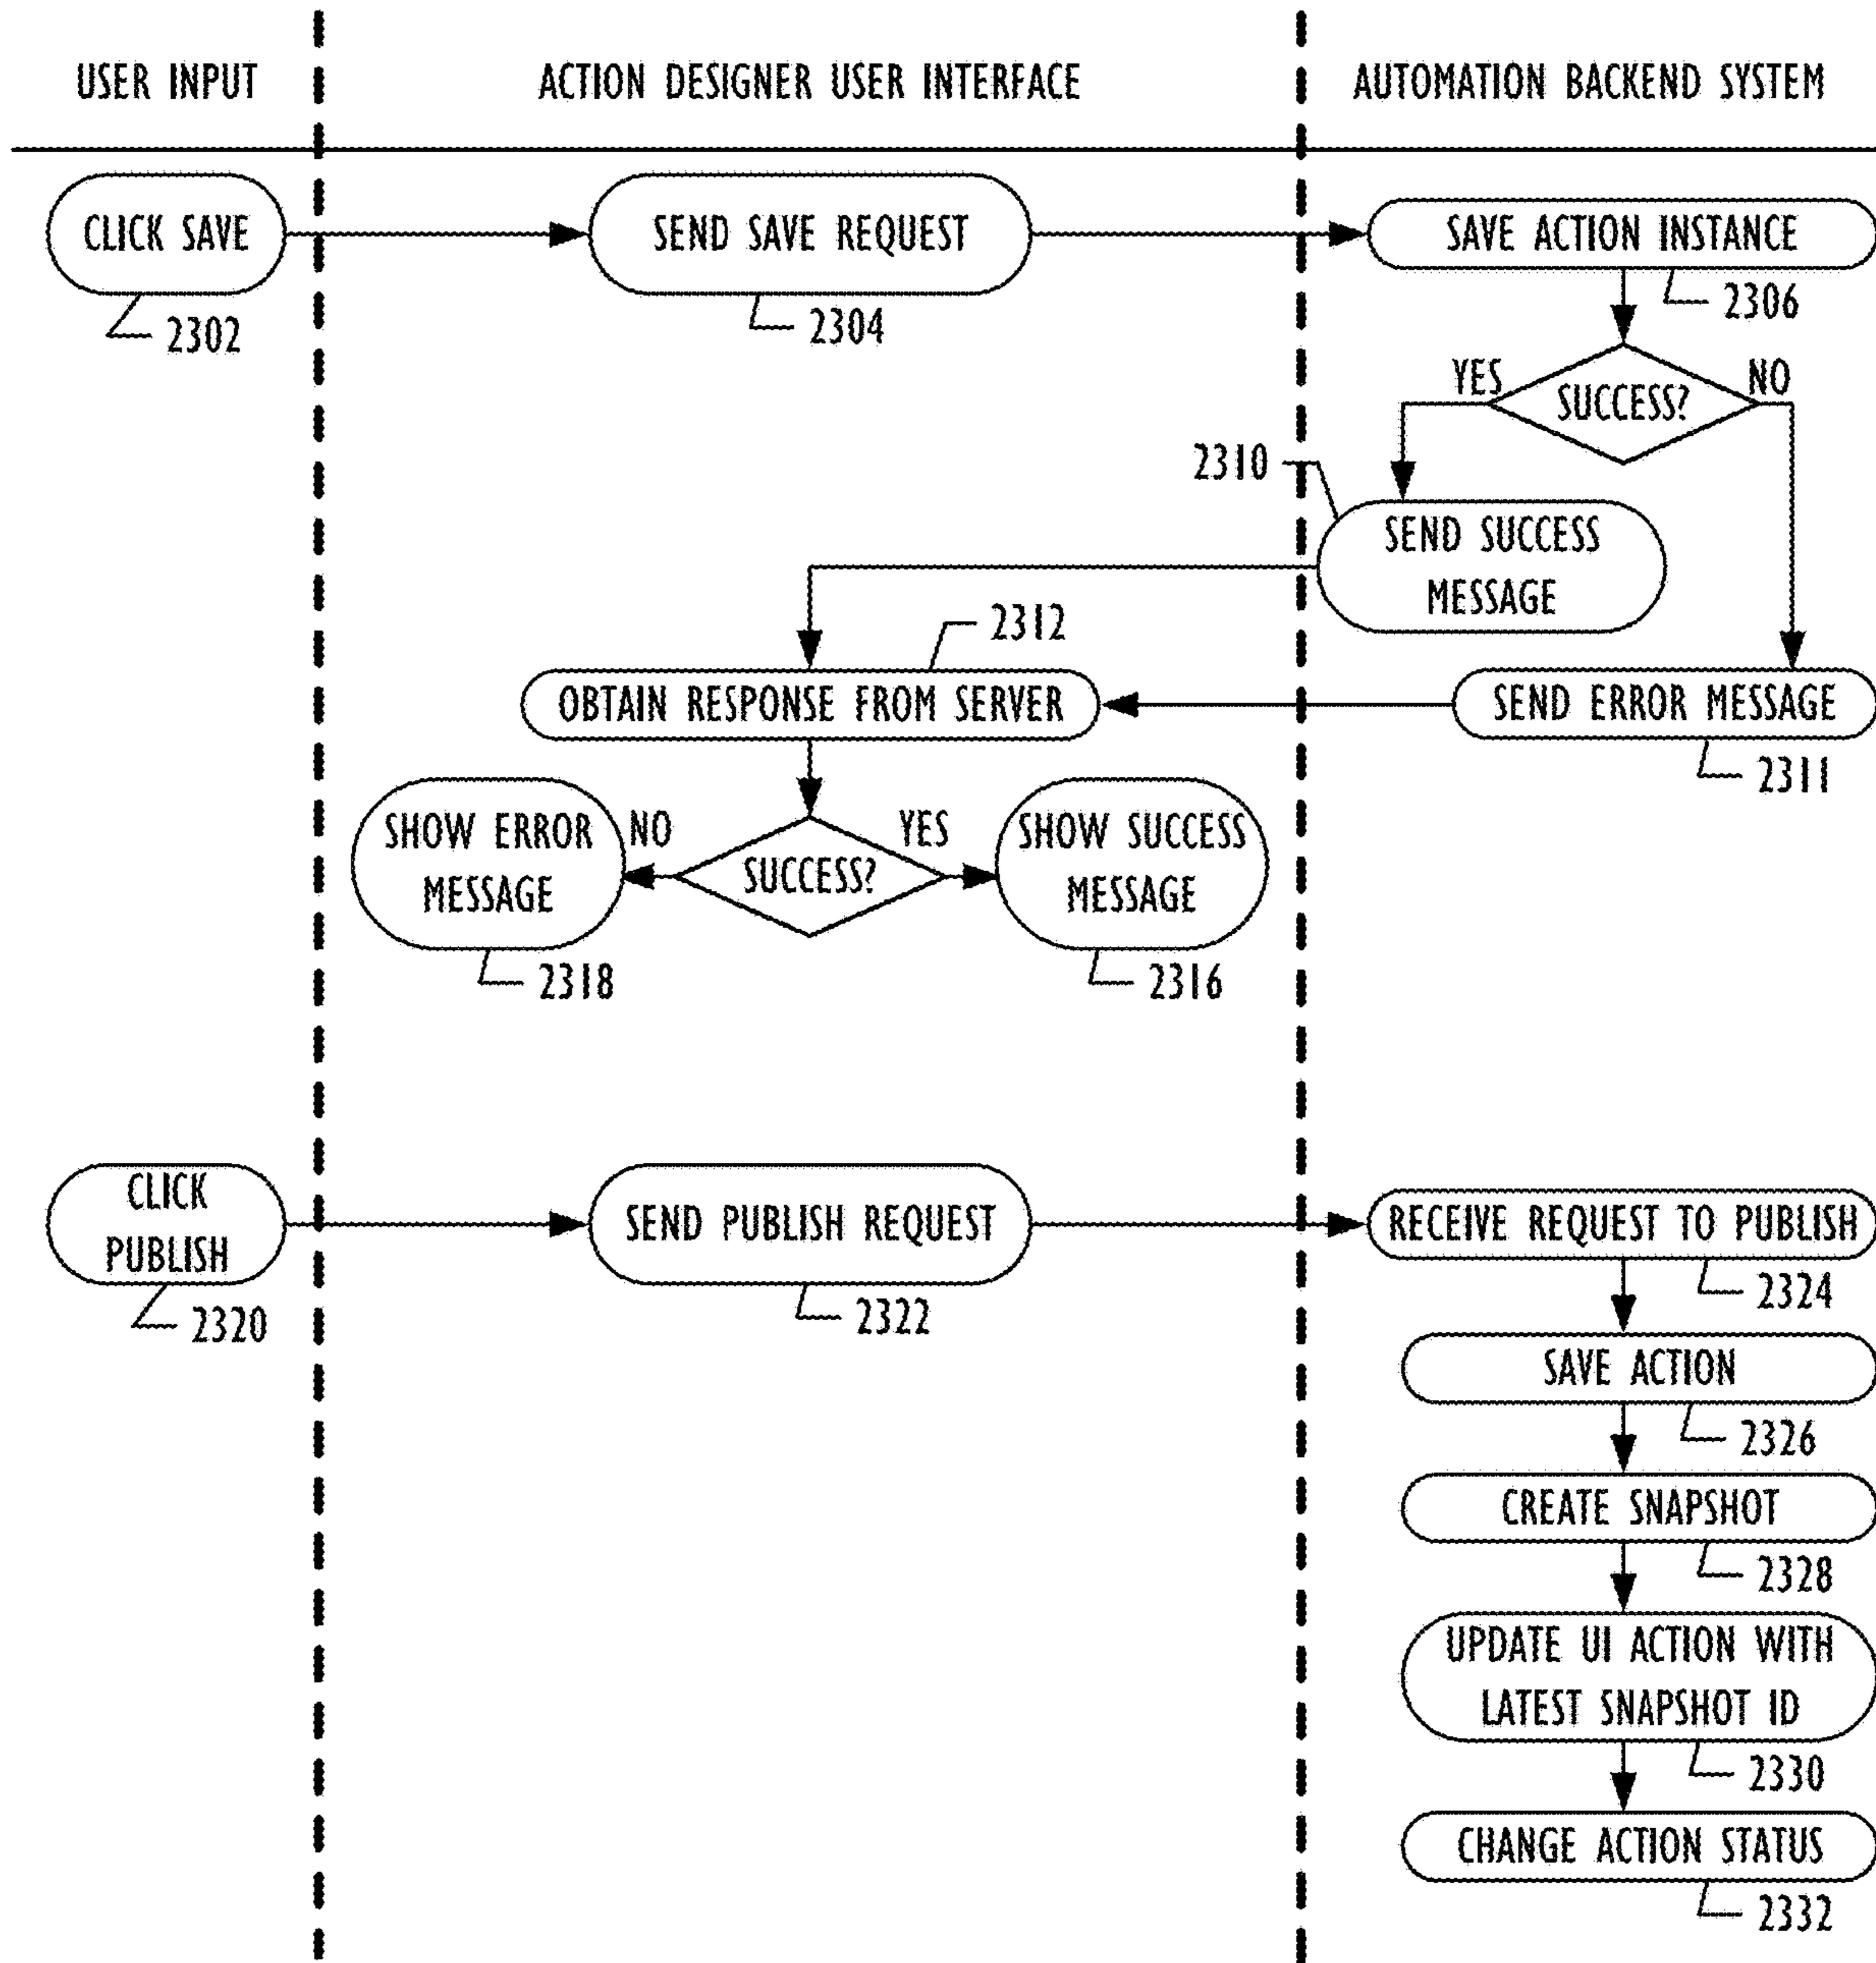 USER INPUT
ACTION DESIGNER USER INTERFACE
AUTOMATION BACKEND SYSTEM
CLICK SAVE
2302
SEND SAVE REQUEST
2304
SAVE ACTION INSTANCE
2306
YES
SUCCESS?
NO
2310
SEND SUCCESS
MESSAGE
2312
OBTAIN RESPONSE FROM SERVER
SEND ERROR MESSAGE
2311
SHOW ERROR
MESSAGE
NO
SUCCESS?
YES
SHOW SUCCESS
MESSAGE
2318
2316
CLICK
PUBLISH
2320
SEND PUBLISH REQUEST
2322
RECEIVE REQUEST TO PUBLISH
2324
SAVE ACTION
2326
CREATE SNAPSHOT
2328
UPDATE UI ACTION WITH
LATEST SNAPSHOT ID
2330
CHANGE ACTION STATUS
2332